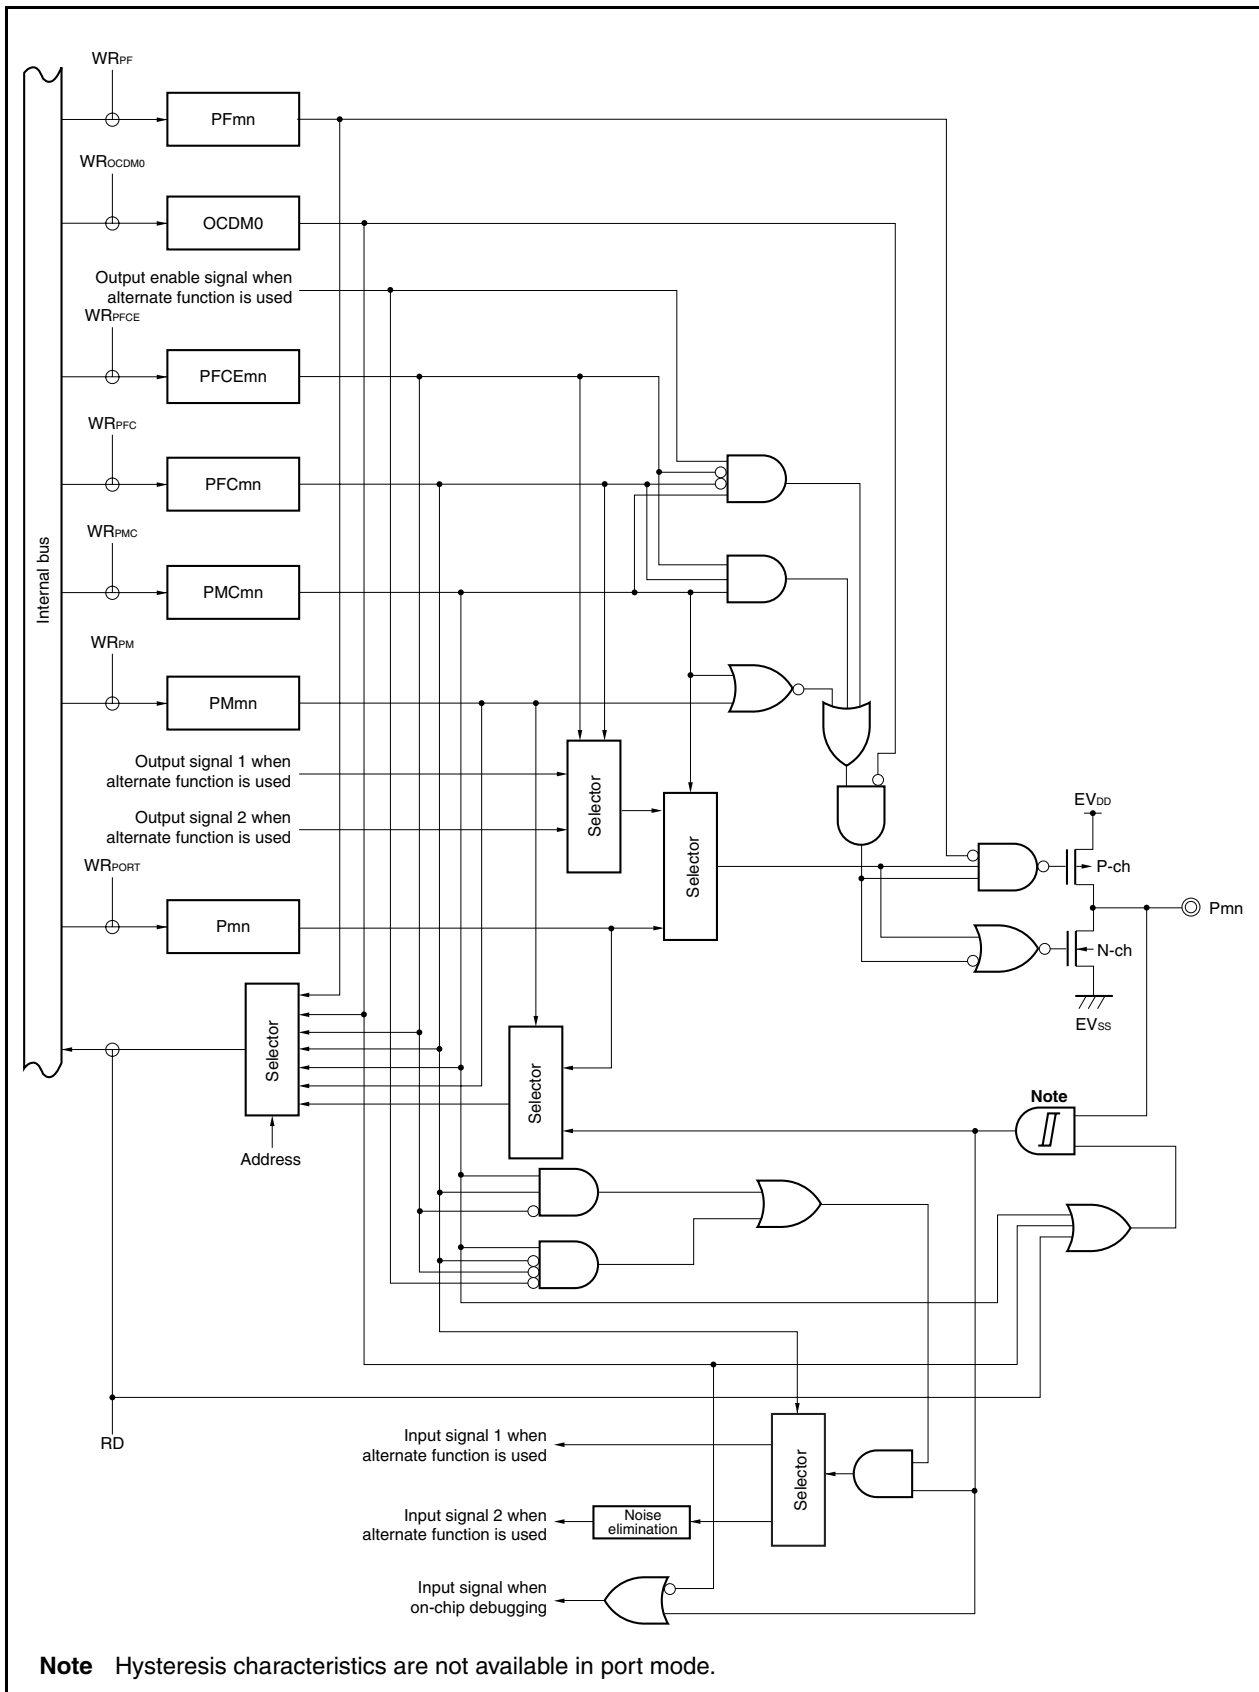 WRPF
PFmn
WROCDM0
OCDM0
Output enable signal when
alternate function is used
WRPFCE
PFCEmn
WRPFC
PFCmn
WRPMC
Internal bus
PMCmn
WRPM
PMmn
Output signal 1 when
alternate function is used
Output signal 2 when
alternate function is used
Selector
Selector
WRPORT
Pmn
EVDD
P-ch
Pmn
N-ch
EVSS
Selector
Address
Selector
Note
RD
Input signal 1 when
alternate function is used
Selector
Input signal 2 when
alternate function is used
Noise
elimination
Input signal when
on-chip debugging
Note Hysteresis characteristics are not available in port mode.